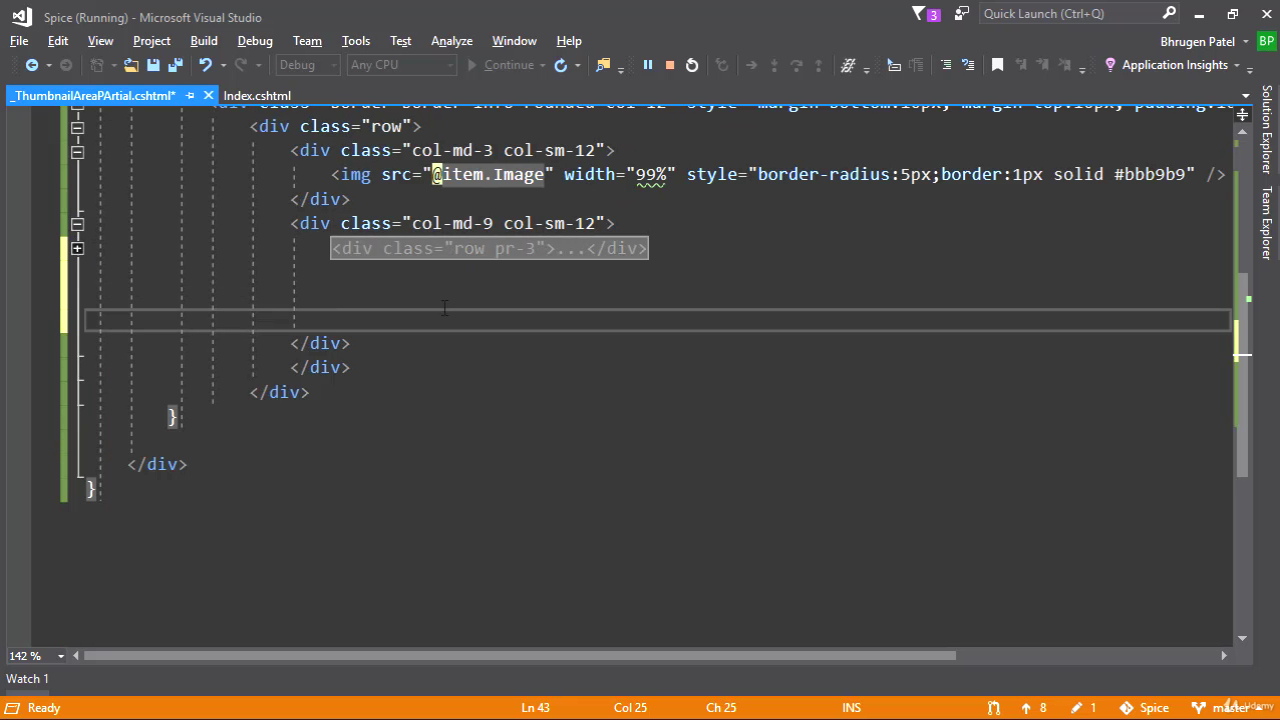 Spice (Running) - Microsoft Visual Studio
3
Quick Launch (Ctrl+Q)
File Edit View Project Build Debug Team Tools Test Analyze Window Help
Bhrugen Patel BP
Debug Any CPU Continue Application Insights
_ThumbnailAreaPArtial.cshtml* Index.cshtml
<div class="row">
<div class="col-md-3 col-sm-12">
<img src="@item.Image" width="99%" style="border-radius:5px;border:1px solid #bbb9b9" />
</div>
<div class="col-md-9 col-sm-12">
<div class="row pr-3">...</div>
</div>
</div>
</div>
}
</div>
}
Solution Explorer
Team Explorer
142 %
Watch 1
Ready Ln 43 Col 25 Ch 25 INS 8 1 Spice master
Udemy